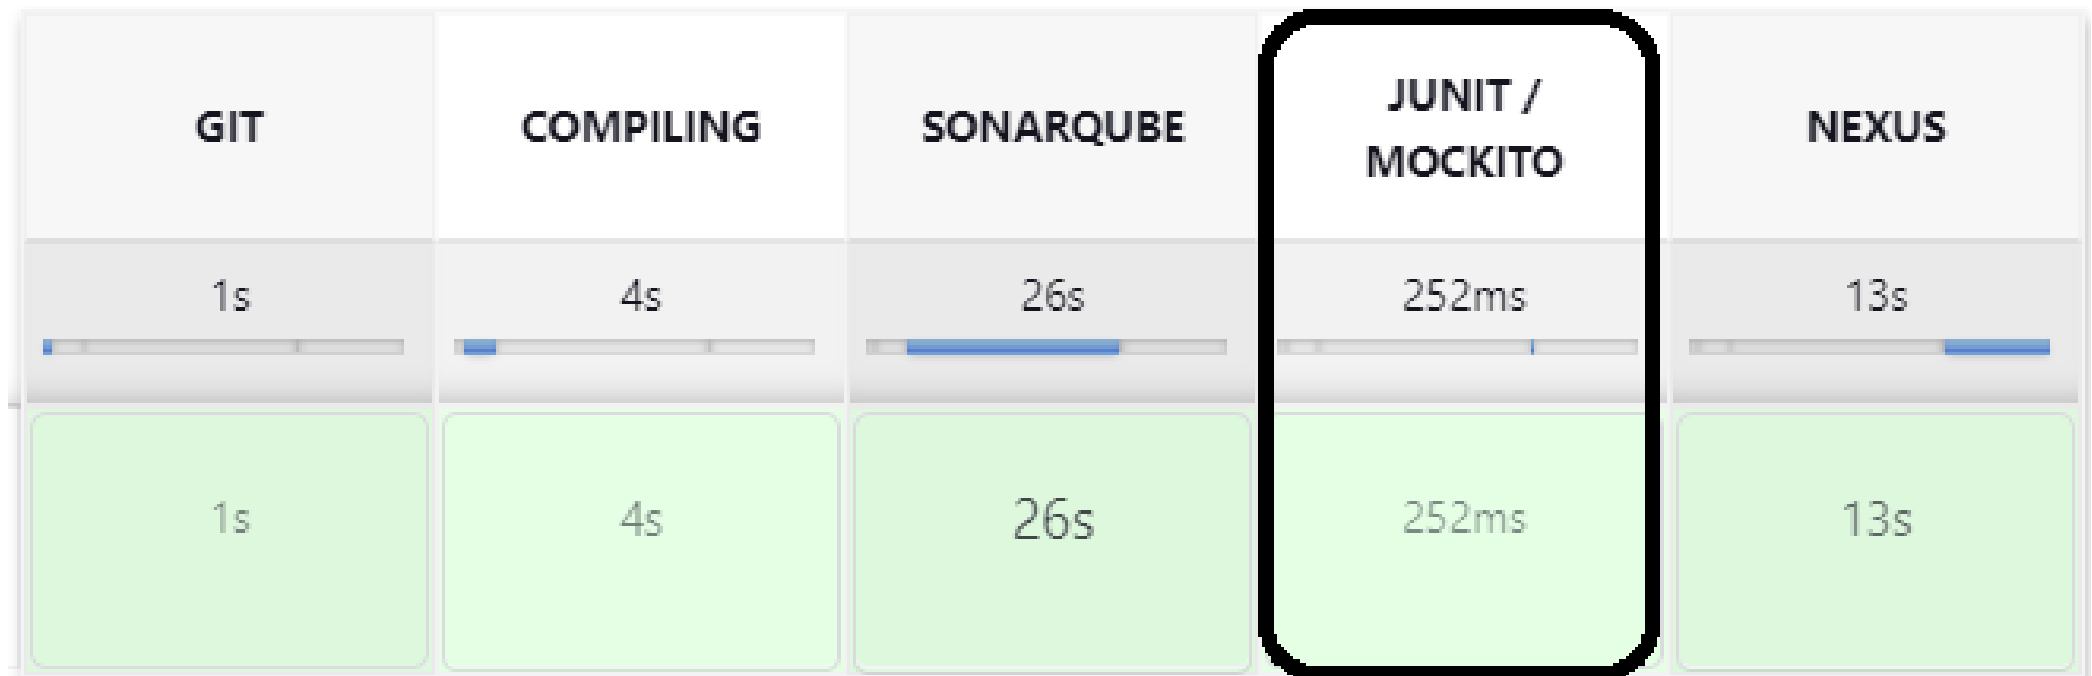 GIT
COMPILING
SONARQUBE
JUNIT /
MOCKITO
NEXUS
1s
4s
26s
252ms
13s
1s
4s
26s
252ms
13s